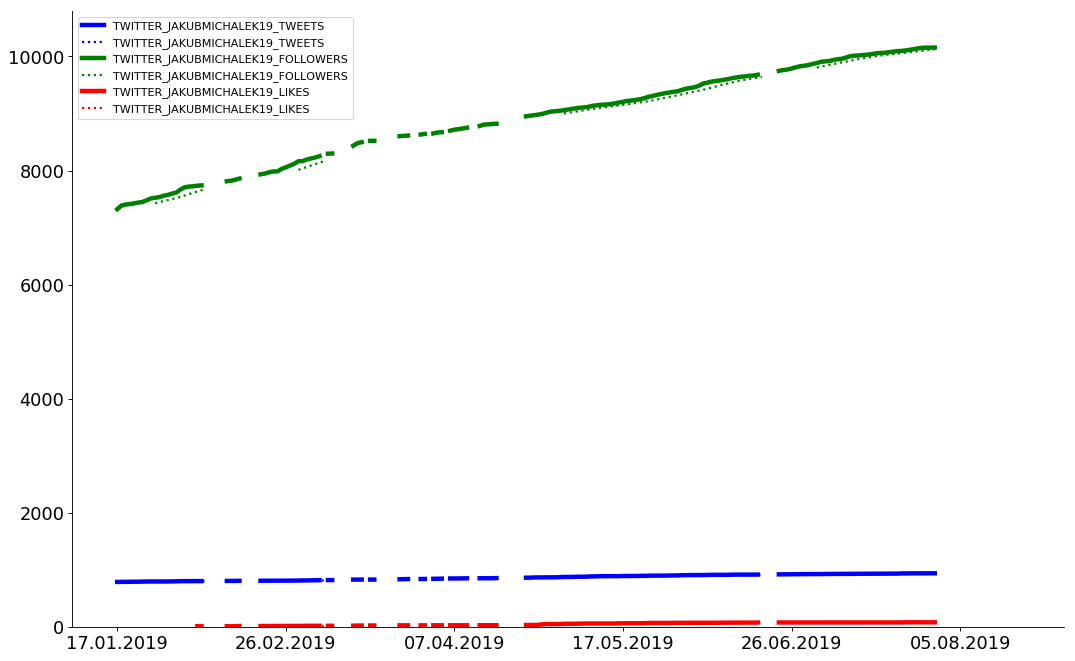 TWITTER_JAKUBMICHALEK19_TWEETS
TWITTER_JAKUBMICHALEK19_TWEETS
TWITTER_JAKUBMICHALEK19_FOLLOWERS
TWITTER_JAKUBMICHALEK19_FOLLOWERS
TWITTER_JAKUBMICHALEK19_LIKES
TWITTER_JAKUBMICHALEK19_LIKES
10000
8000
6000
4000
2000
0
17.01.2019 26.02.2019 07.04.2019 17.05.2019 26.06.2019 05.08.2019